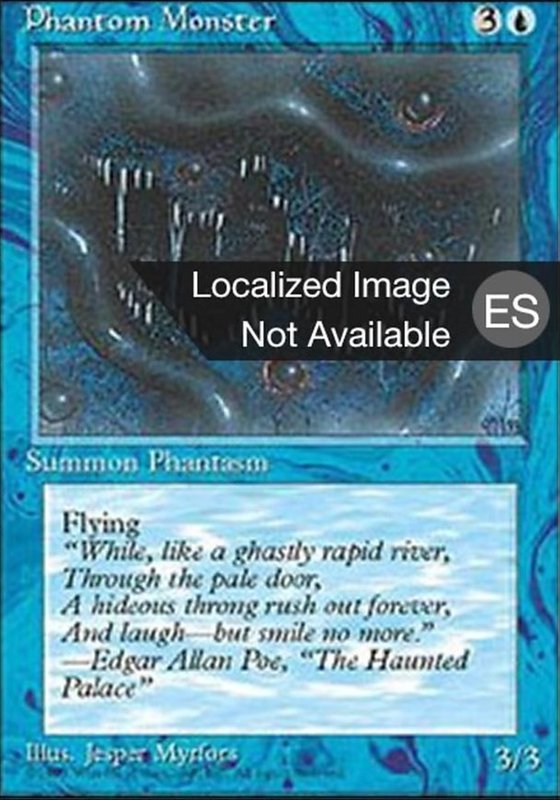 Phantom Monster 3
Localized Image
Not Available
ES
Summon Phantasm
Flying
“While, like a ghastly rapid river,
Through the pale door,
A hideous throng rush out forever,
And laugh—but smile no more.”
—Edgar Allan Poe, “The Haunted
Palace”
Illus. Jesper Myrfors
3/3